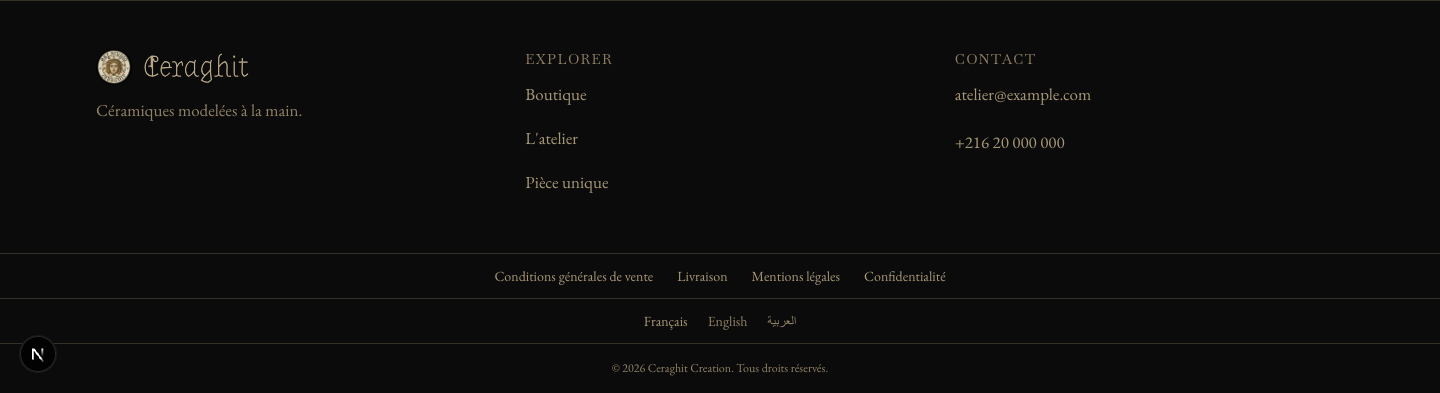 Ceraghit
Céramiques modelées à la main.
EXPLORER
Boutique
L'atelier
Pièce unique
CONTACT
atelier@example.com
+216 20 000 000
Conditions générales de vente Livraison Mentions légales Confidentialité
Français English العربية
N
© 2026 Ceraghit Creation. Tous droits réservés.